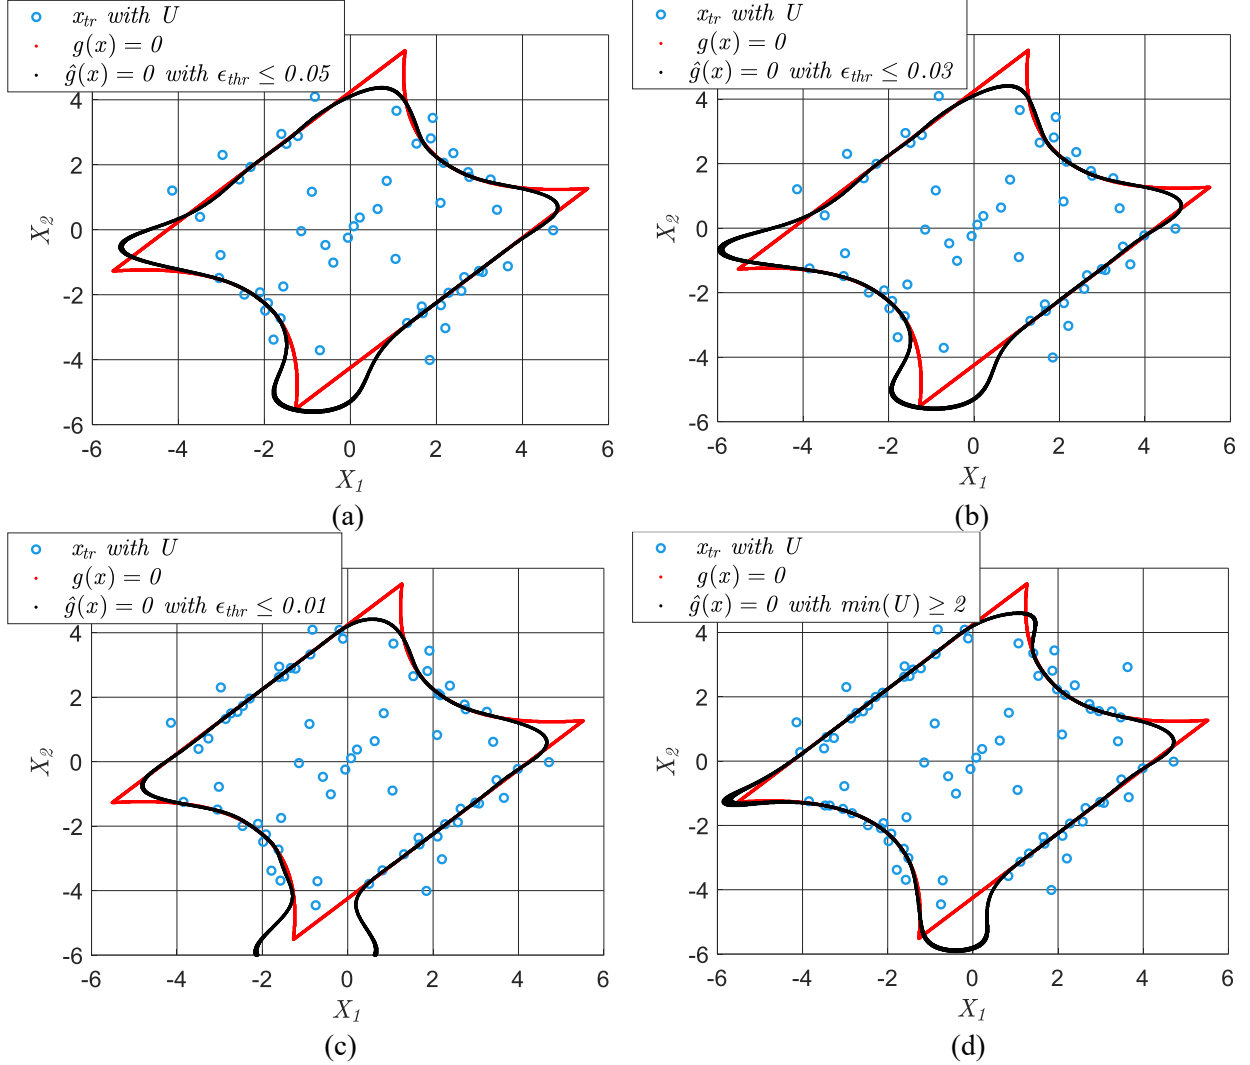 x_tr with U
g(x) = 0
ĝ(x) = 0 with ϵ_thr ≤ 0.05
4
2
0
-2
-4
-6
-6 -4 -2 0 2 4 6
X_2
X_1
(a)
x_tr with U
g(x) = 0
ĝ(x) = 0 with ϵ_thr ≤ 0.03
4
2
0
-2
-4
-6
-6 -4 -2 0 2 4 6
X_2
X_1
(b)
x_tr with U
g(x) = 0
ĝ(x) = 0 with ϵ_thr ≤ 0.01
4
2
0
-2
-4
-6
-6 -4 -2 0 2 4 6
X_2
X_1
(c)
x_tr with U
g(x) = 0
ĝ(x) = 0 with min(U) ≥ 2
4
2
0
-2
-4
-6
-6 -4 -2 0 2 4 6
X_2
X_1
(d)